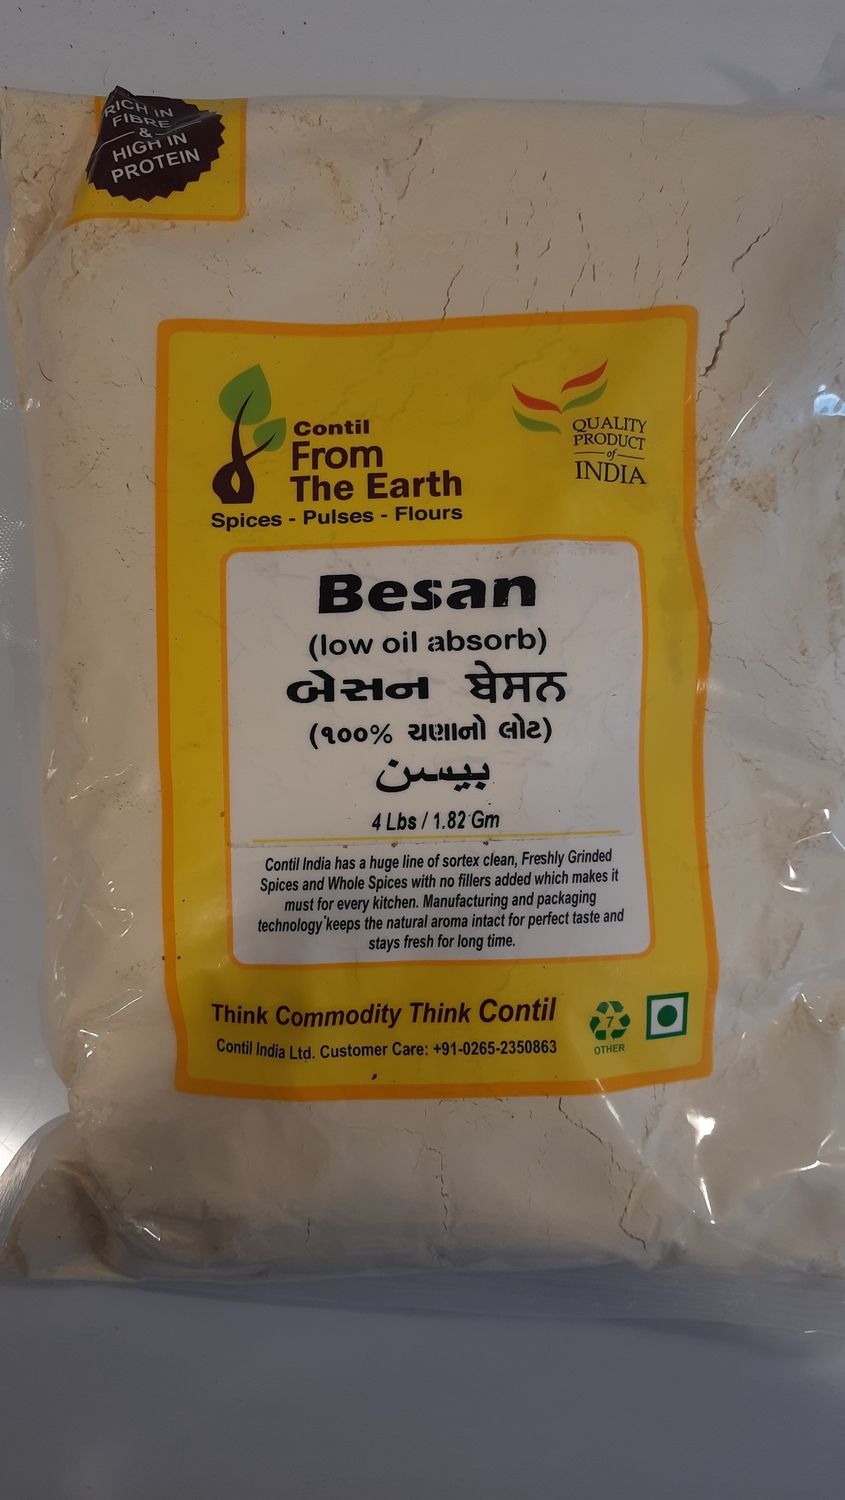 RICH IN
FIBRE
&
HIGH IN
PROTEIN
Contil
From
The Earth
Spices - Pulses - Flours
QUALITY
PRODUCT
of
INDIA
Besan
(low oil absorb)
બેસન ਬੇਸਨ
(૧૦૦% ચણાનો લોટ)
بیسن
4 Lbs / 1.82 Gm
Contil India has a huge line of sortex clean, Freshly Grinded
Spices and Whole Spices with no fillers added which makes it
must for every kitchen. Manufacturing and packaging
technology keeps the natural aroma intact for perfect taste and
stays fresh for long time.
Think Commodity Think Contil
Contil India Ltd. Customer Care: +91-0265-2350863
7
OTHER